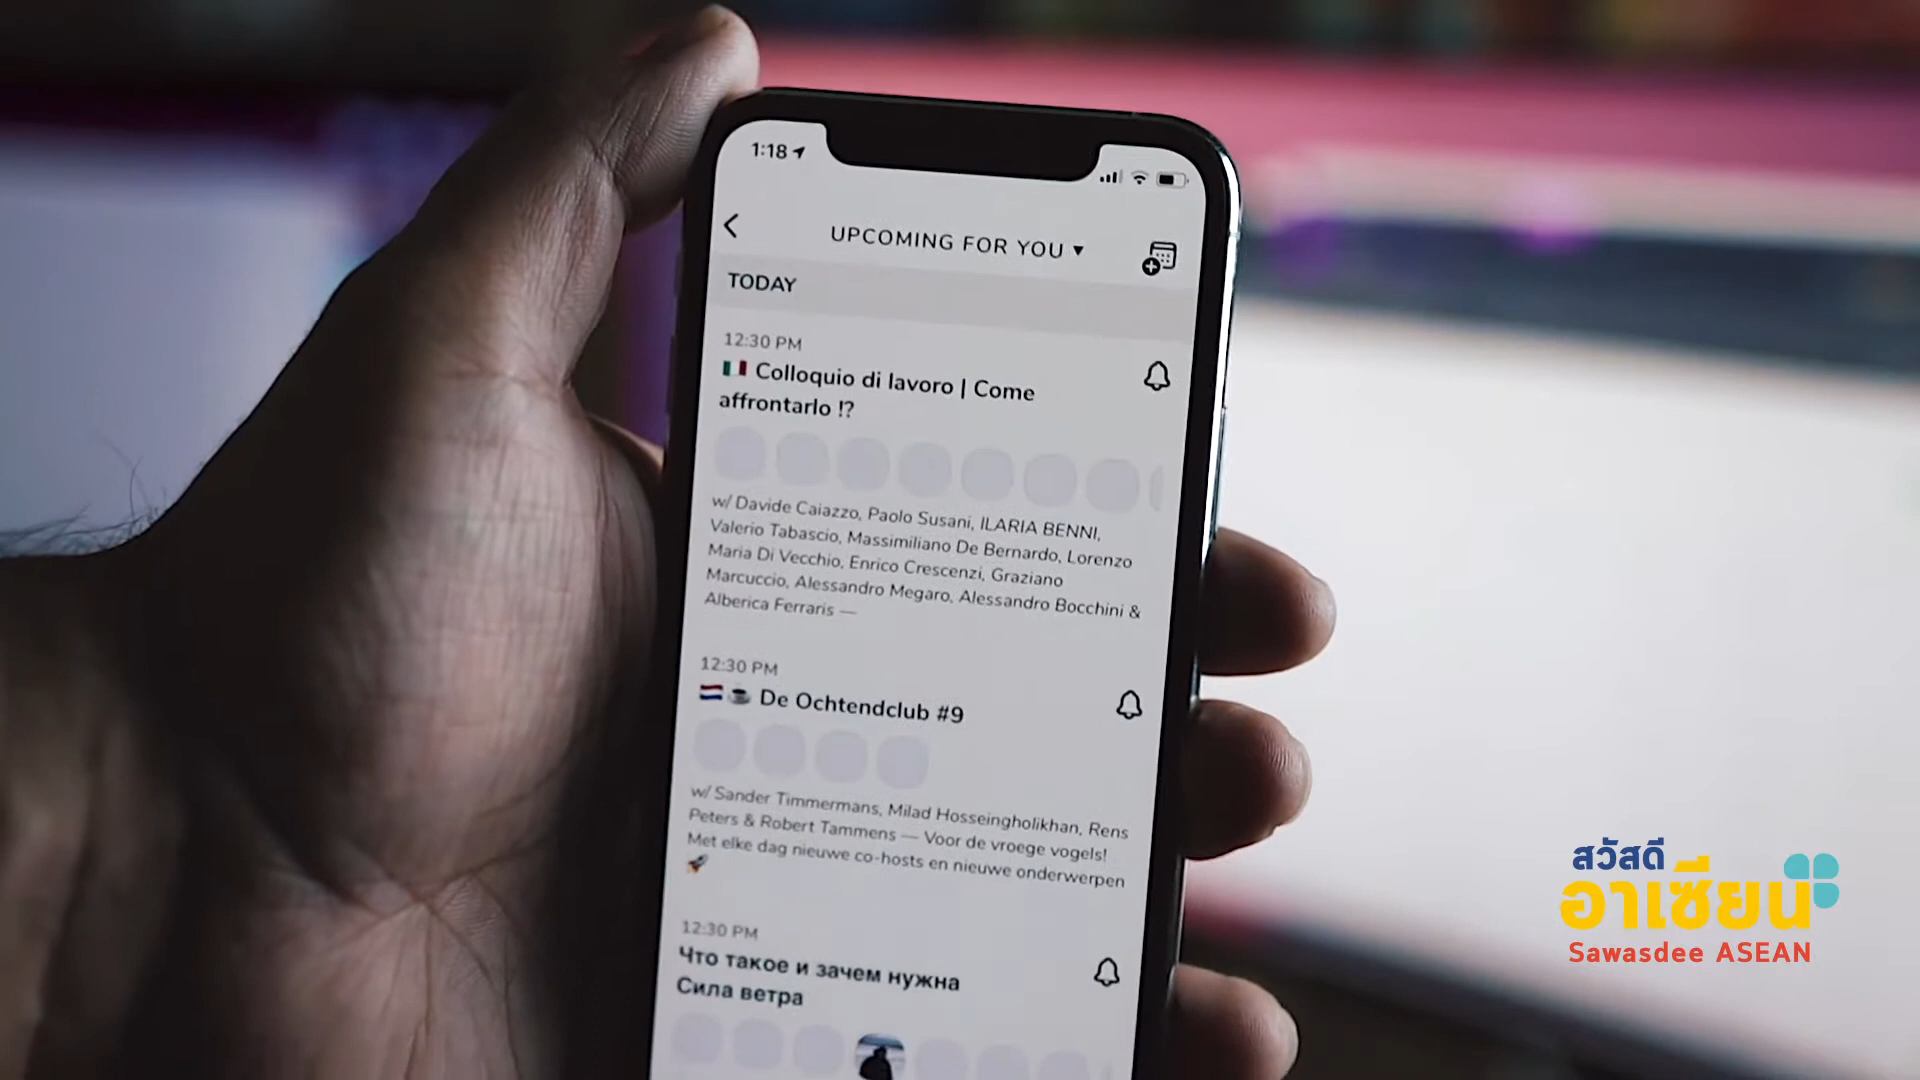 1:18
UPCOMING FOR YOU ▾
TODAY
12:30 PM
🇮🇹 Colloquio di lavoro | Come
affrontarlo !?
w/ Davide Caiazzo, Paolo Susani, ILARIA BENNI,
Valerio Tabascio, Massimiliano De Bernardo, Lorenzo
Maria Di Vecchio, Enrico Crescenzi, Graziano
Marcuccio, Alessandro Megaro, Alessandro Bocchini &
Alberica Ferraris —
12:30 PM
🇳🇱☕ De Ochtendclub #9
w/ Sander Timmermans, Milad Hosseingholikhan, Rens
Peters & Robert Tammens — Voor de vroege vogels!
Met elke dag nieuwe co-hosts en nieuwe onderwerpen
🚀
12:30 PM
Что такое и зачем нужна
Сила ветра
สวัสดี
อาเซียน
Sawasdee ASEAN